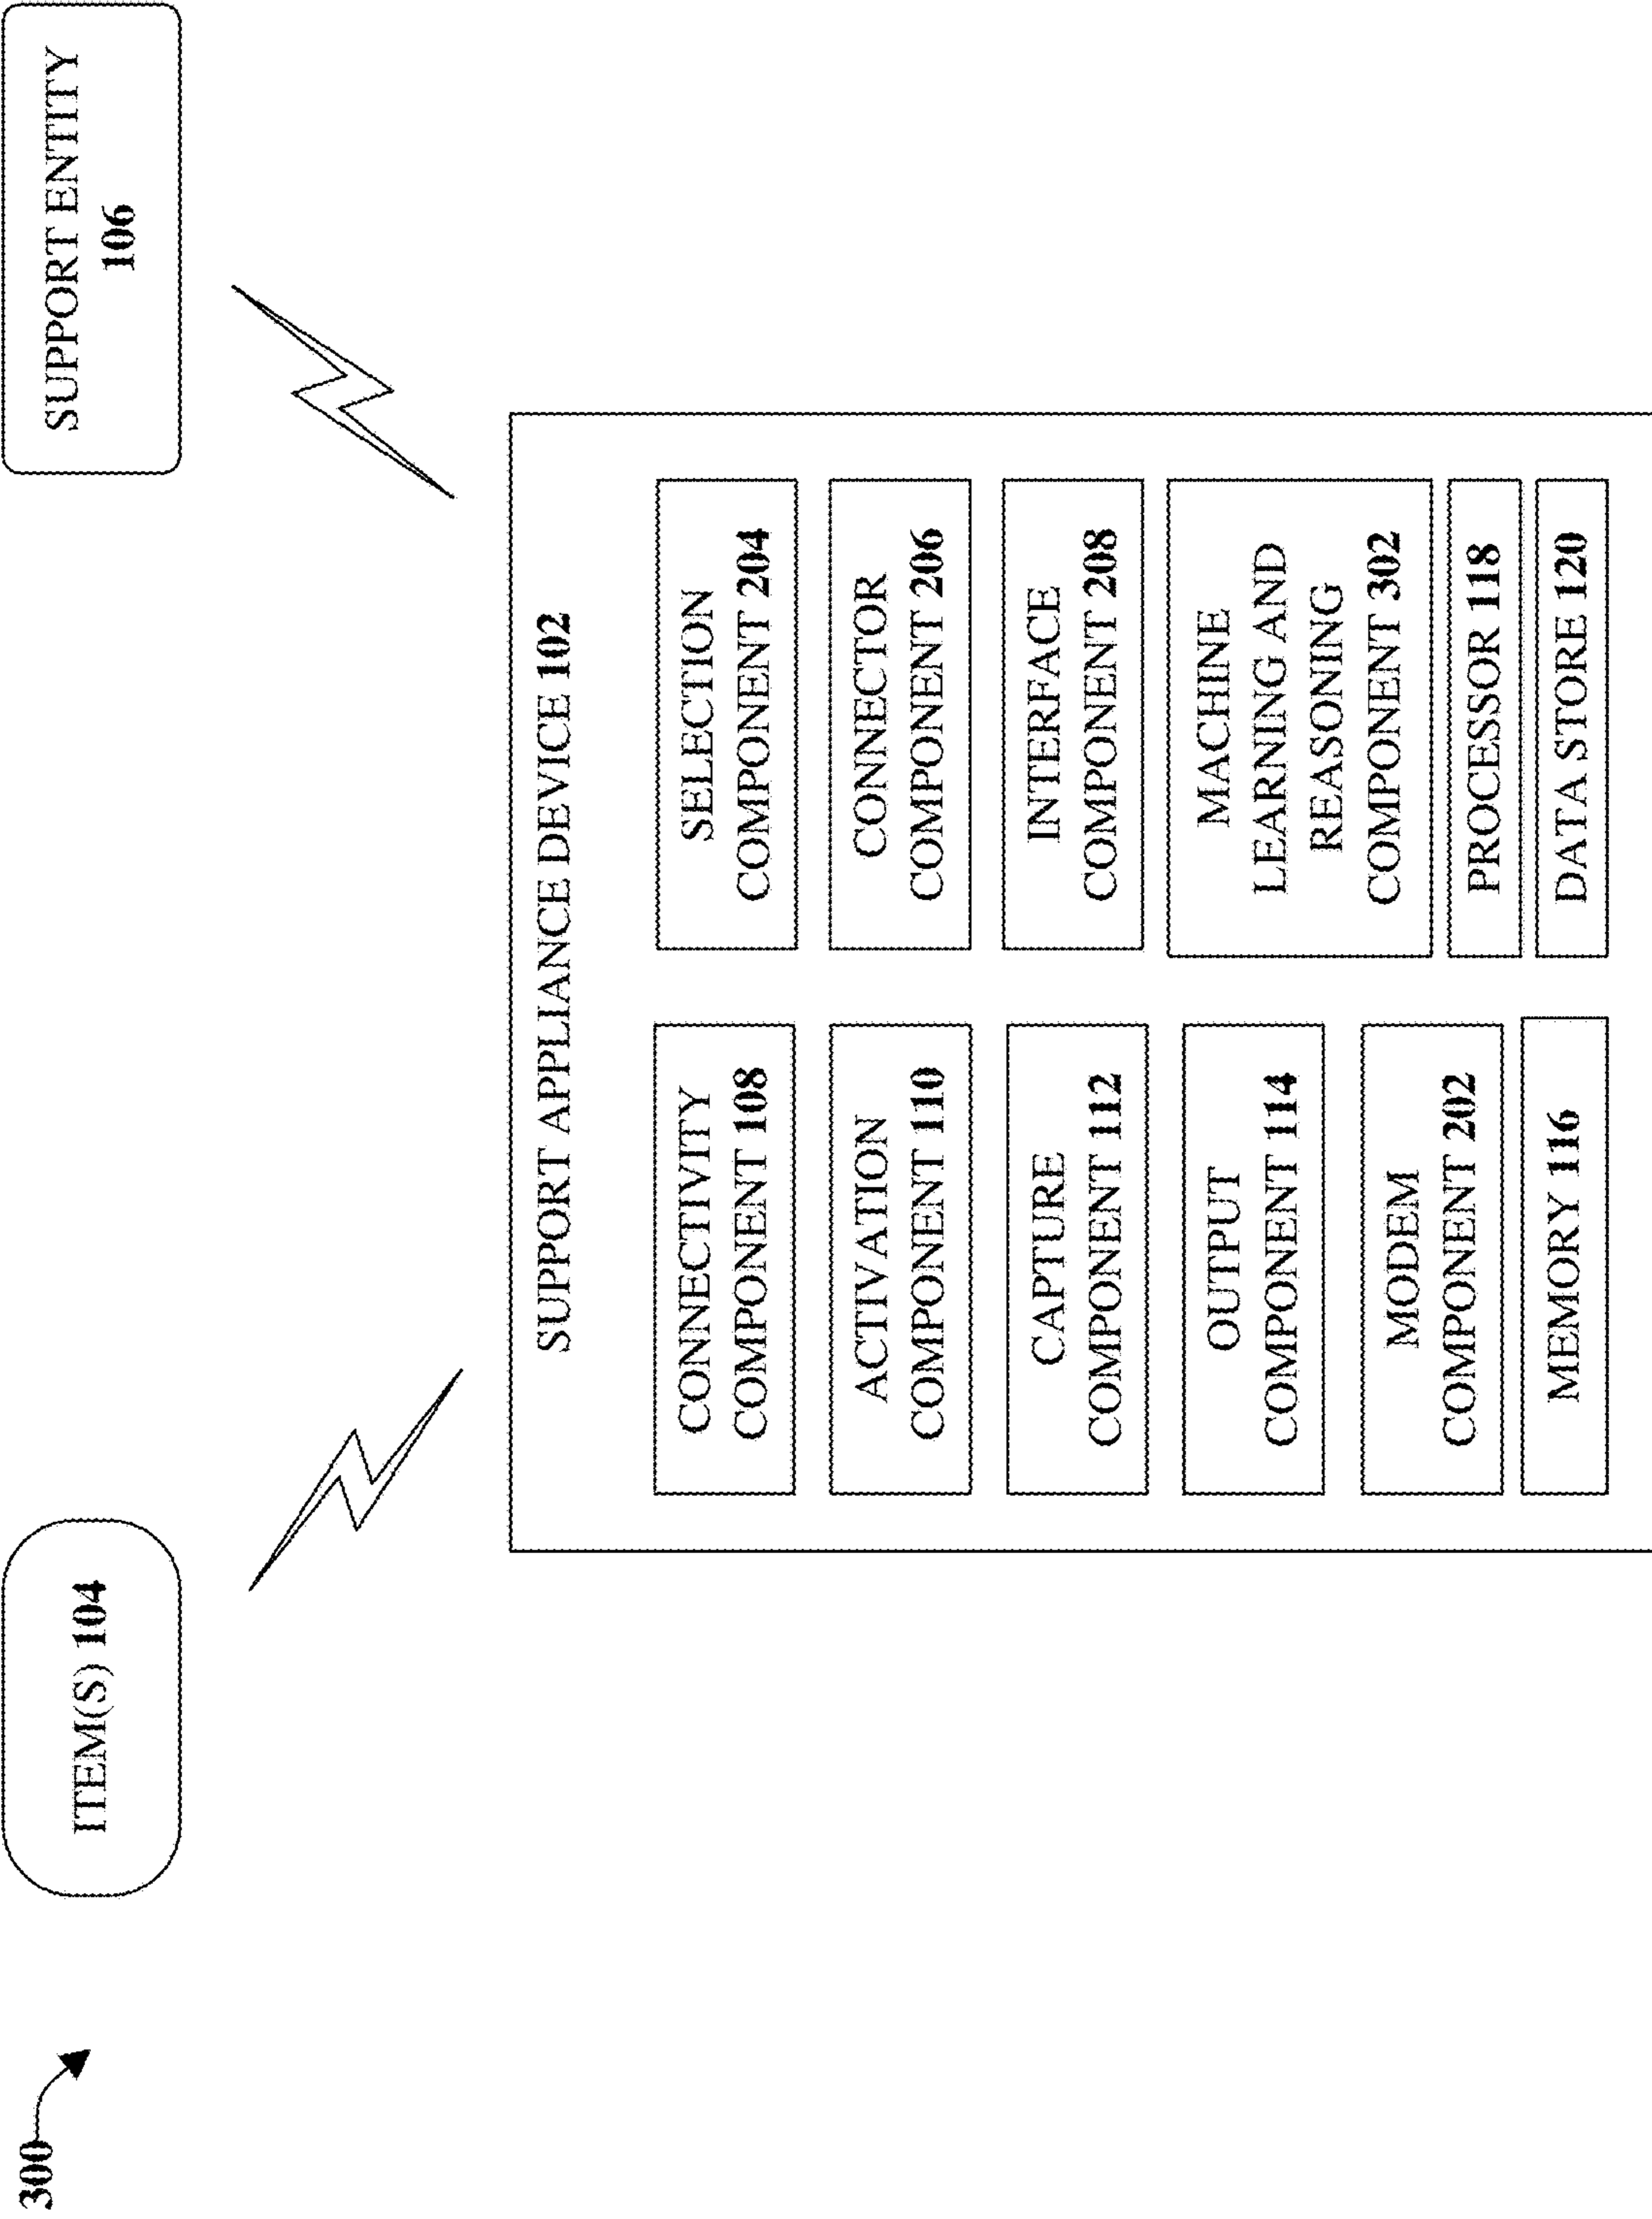 300
ITEM(S) 104
SUPPORT ENTITY
106
SUPPORT APPLIANCE DEVICE 102
CONNECTIVITY
COMPONENT 108
ACTIVATION
COMPONENT 110
CAPTURE
COMPONENT 112
OUTPUT
COMPONENT 114
MODEM
COMPONENT 202
MEMORY 116
SELECTION
COMPONENT 204
CONNECTOR
COMPONENT 206
INTERFACE
COMPONENT 208
MACHINE
LEARNING AND
REASONING
COMPONENT 302
PROCESSOR 118
DATA STORE 120